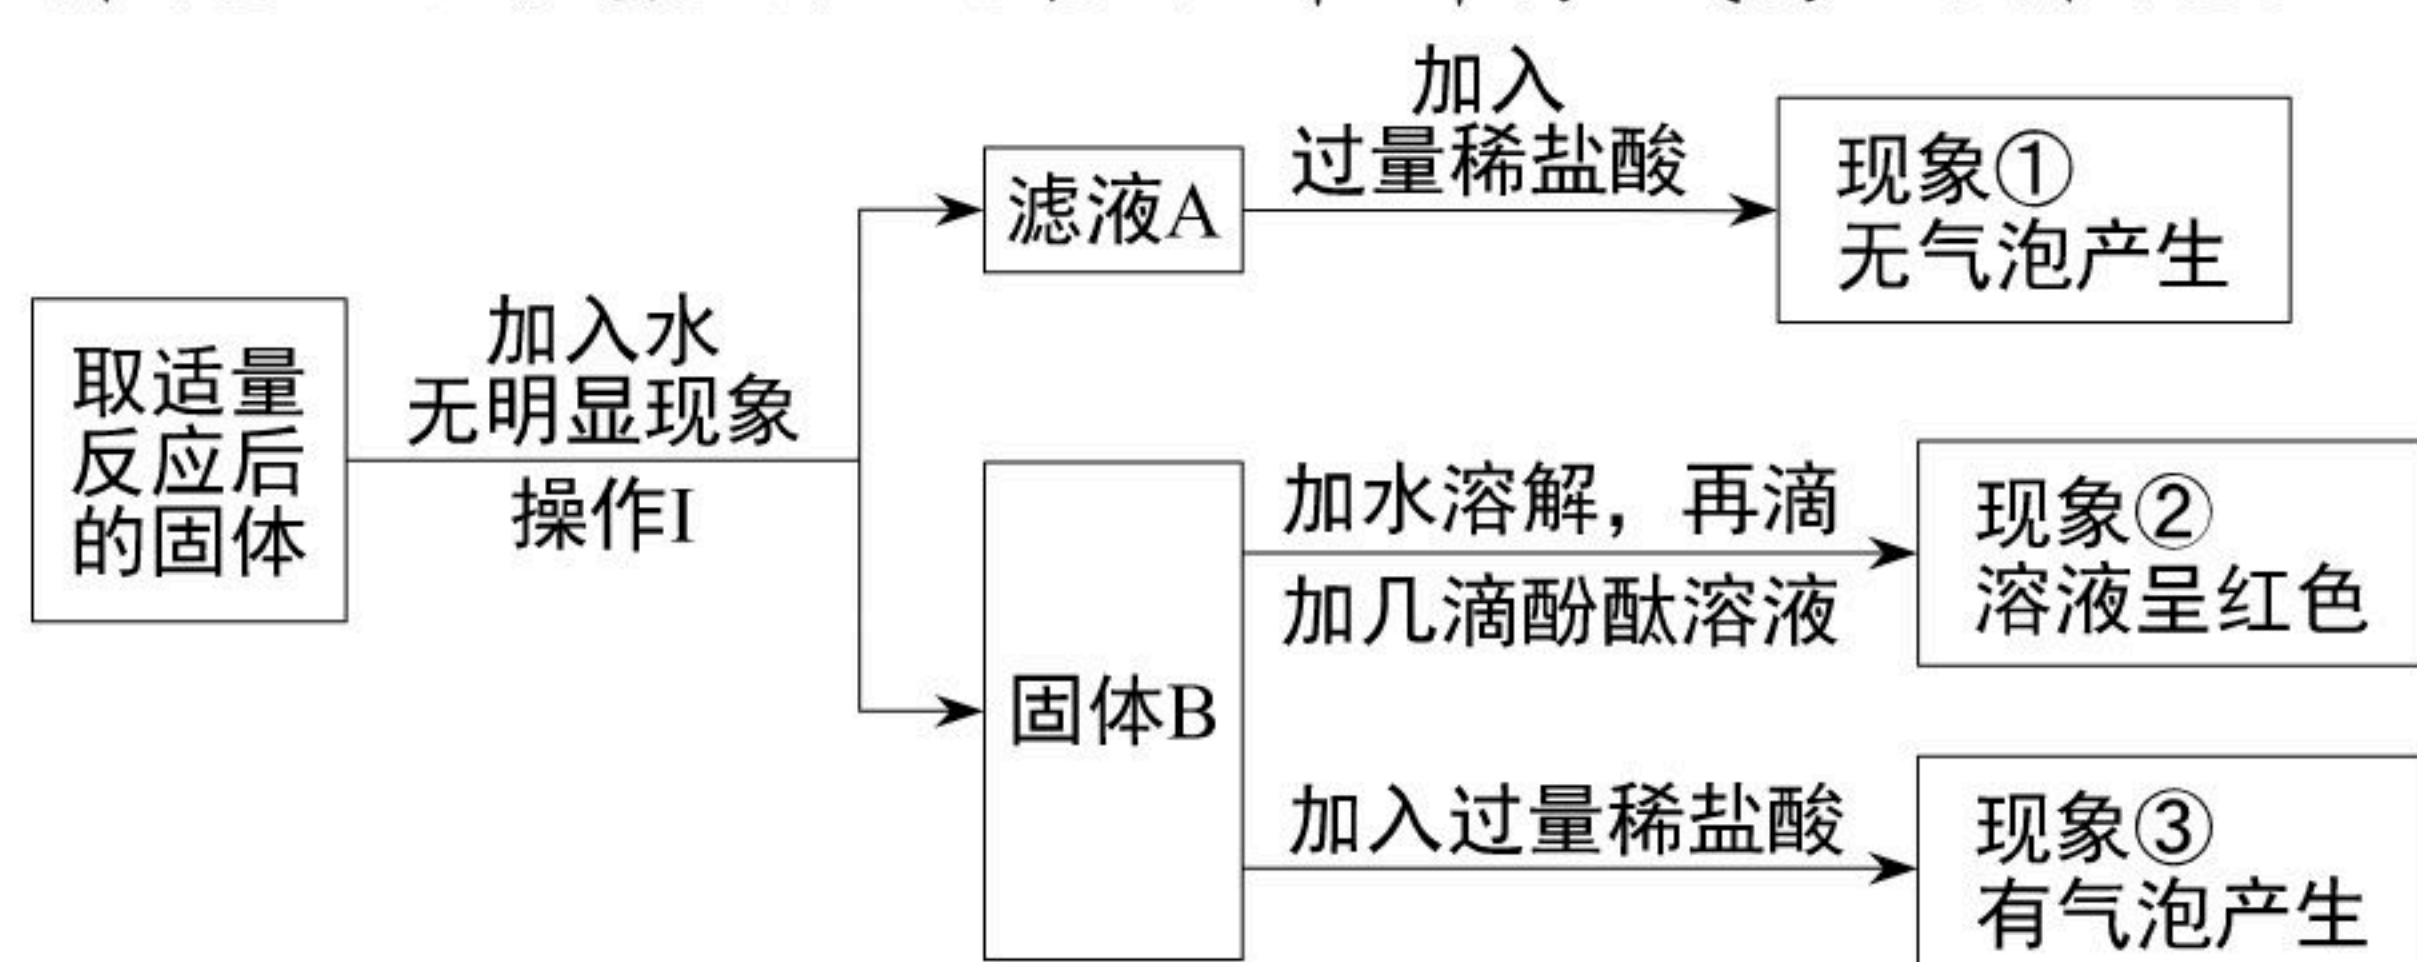 取适量
反应后
的固体
加入水
无明显现象
操作I
滤液A
加入
过量稀盐酸
现象①
无气泡产生
固体B
加水溶解，再滴
加几滴酚酞溶液
现象②
溶液呈红色
加入过量稀盐酸
现象③
有气泡产生